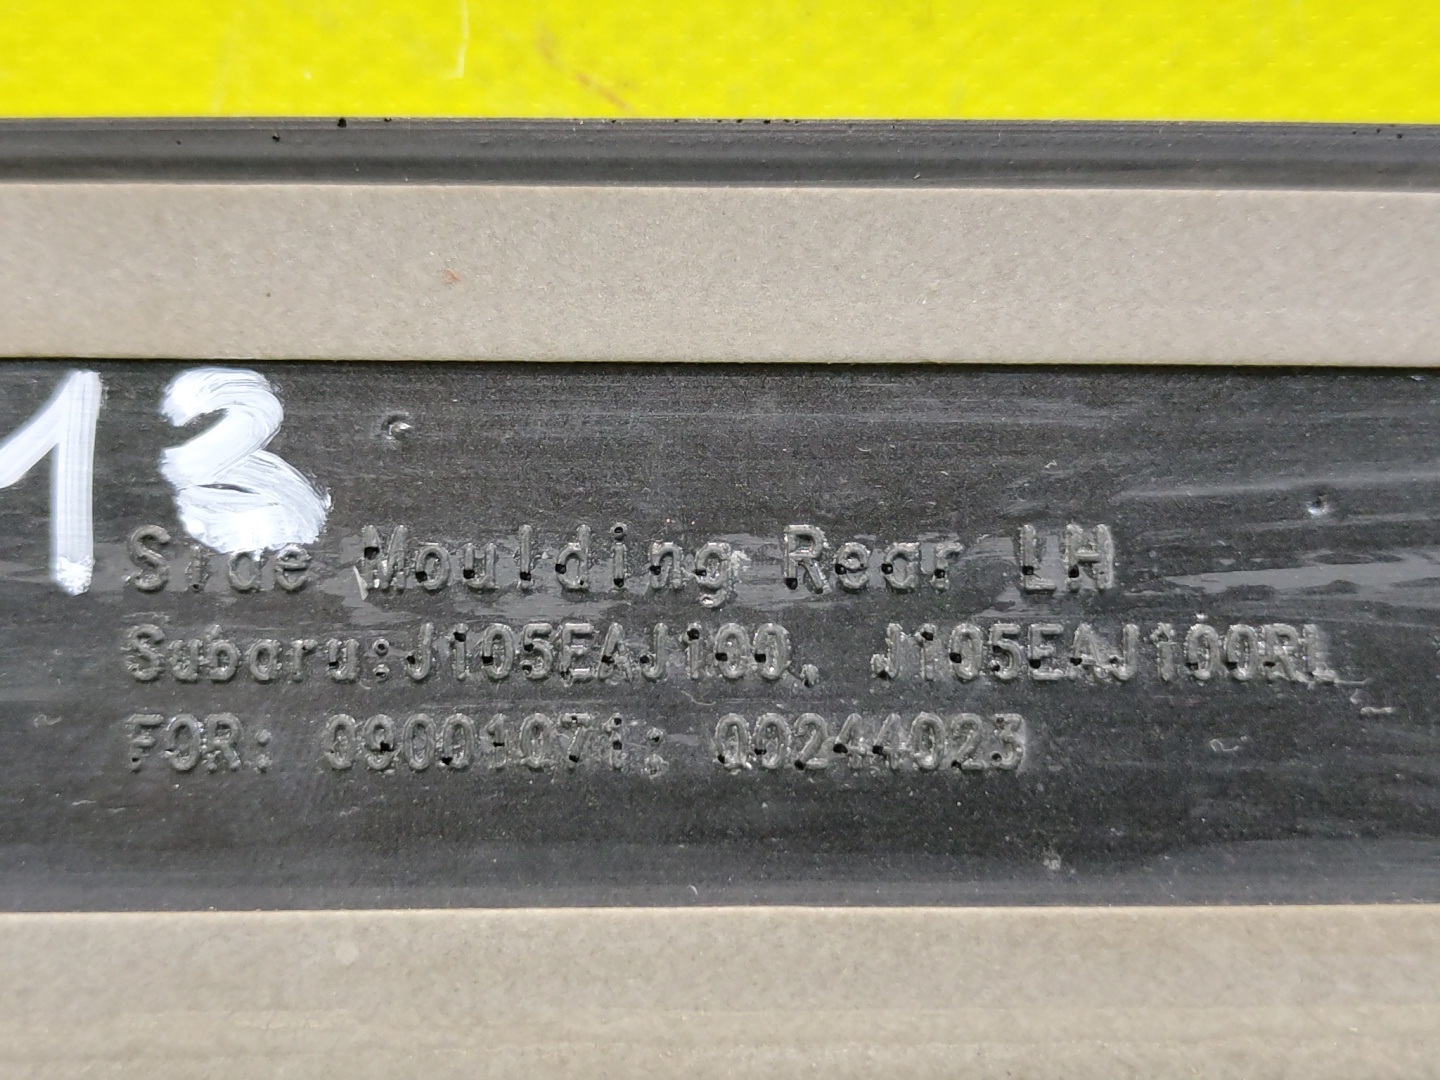 13
Side Moulding Rear LH
Subaru:J105EAJ100, J105EAJ100RL
FOR: 09001071; 00244023